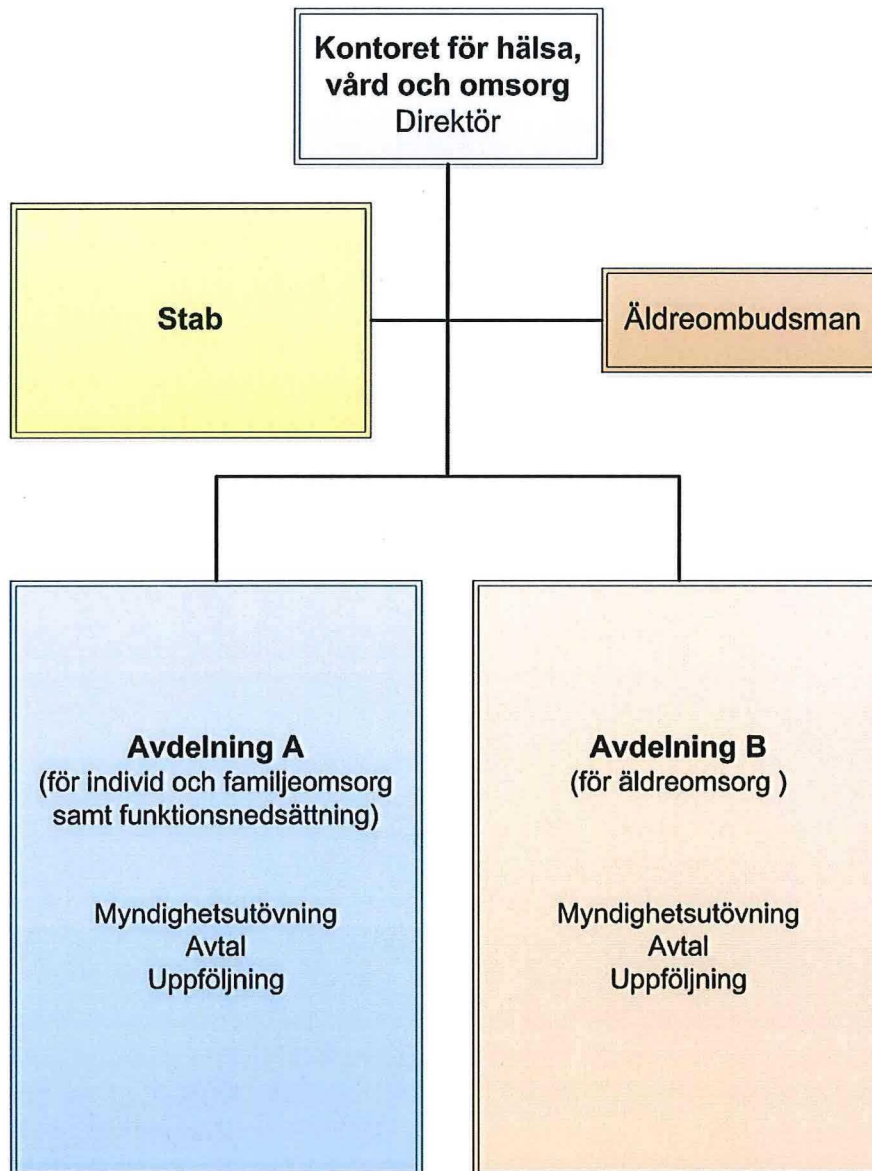 Kontoret för hälsa,
vård och omsorg
Direktör
Stab
Äldreombudsman
Avdelning A
(för individ och familjeomsorg
samt funktionsnedsättning)
Myndighetsutövning
Avtal
Uppföljning
Avdelning B
(för äldreomsorg )
Myndighetsutövning
Avtal
Uppföljning